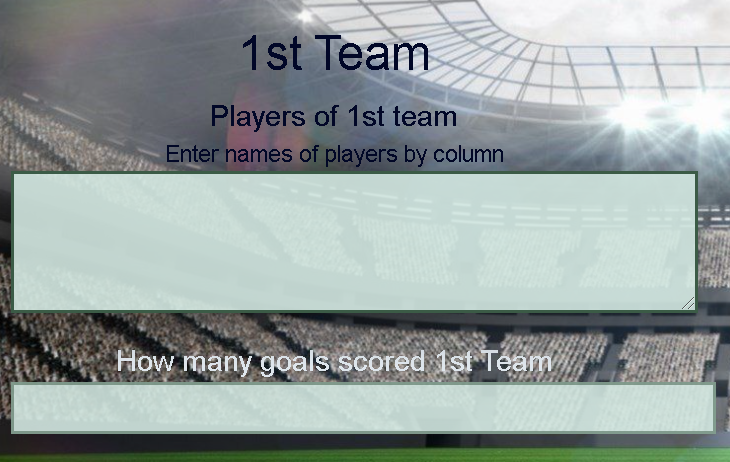 1st Team
Players of 1st team
Enter names of players by column
How many goals scored 1st Team